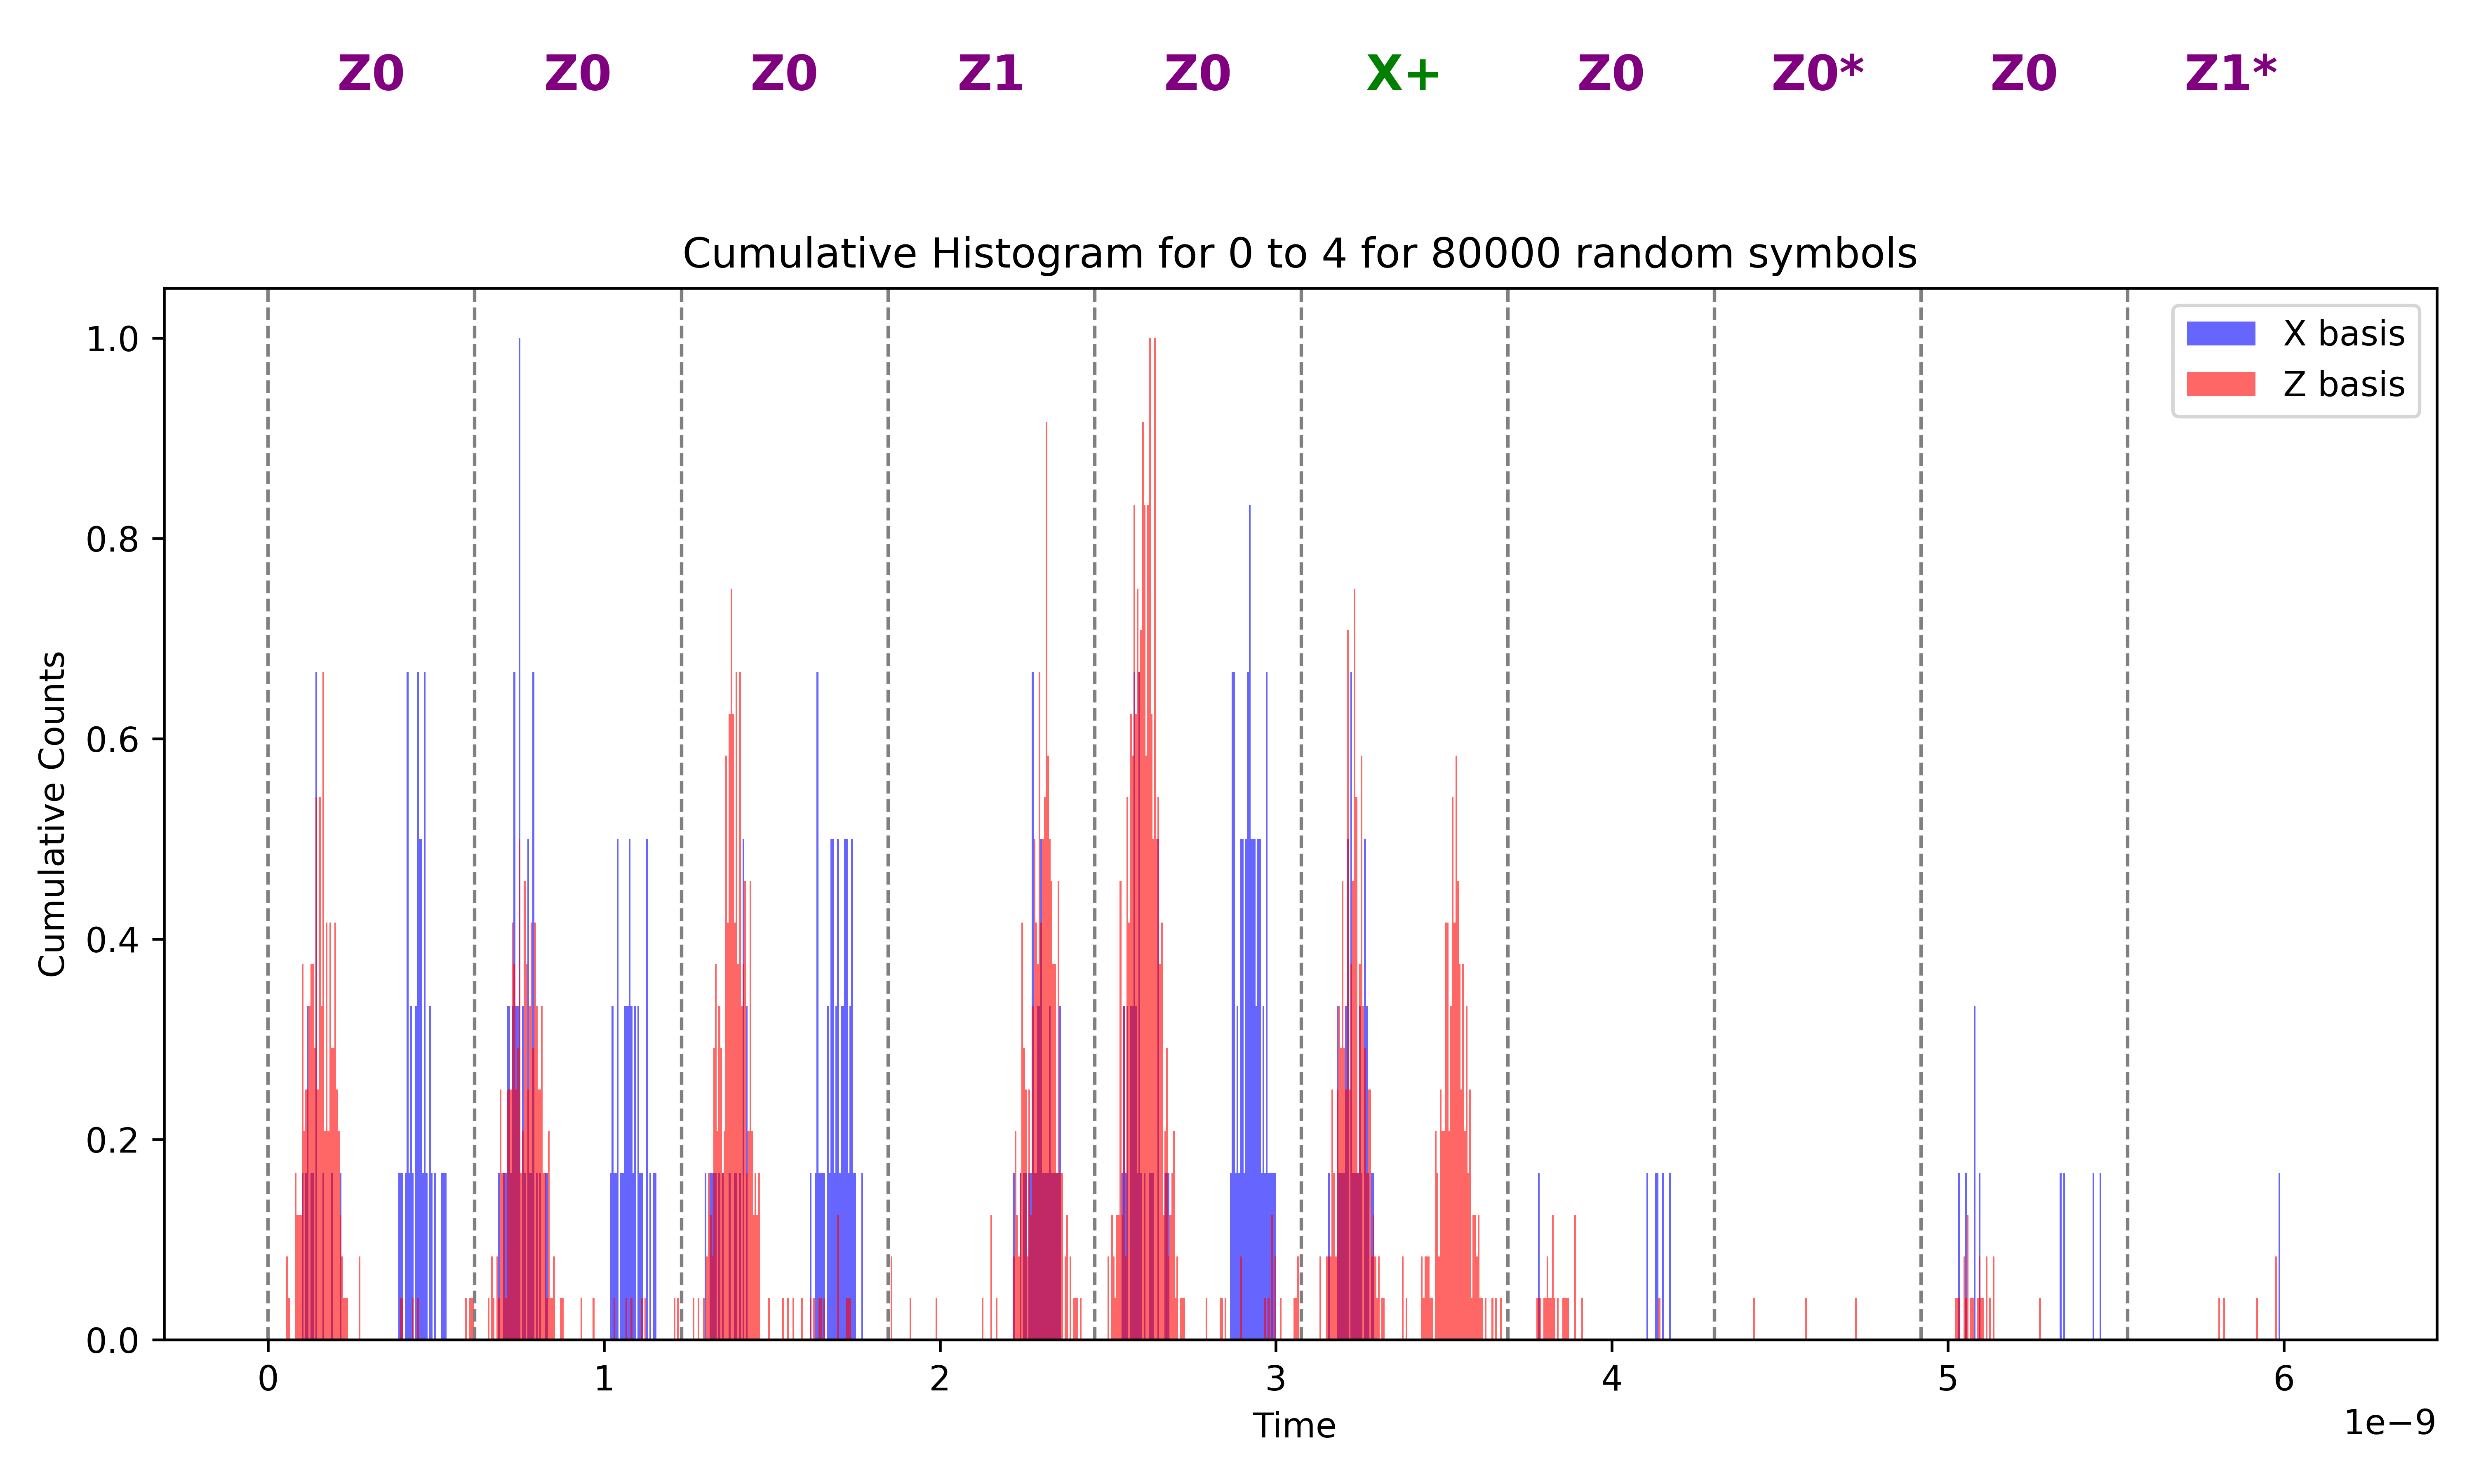 Z0 Z0 Z0 Z1 Z0 X+ Z0 Z0* Z0 Z1*
Cumulative Histogram for 0 to 4 for 80000 random symbols
X basis
Z basis
Cumulative Counts
1.0
0.8
0.6
0.4
0.2
0.0
0 1 2 3 4 5 6
Time
1e−9